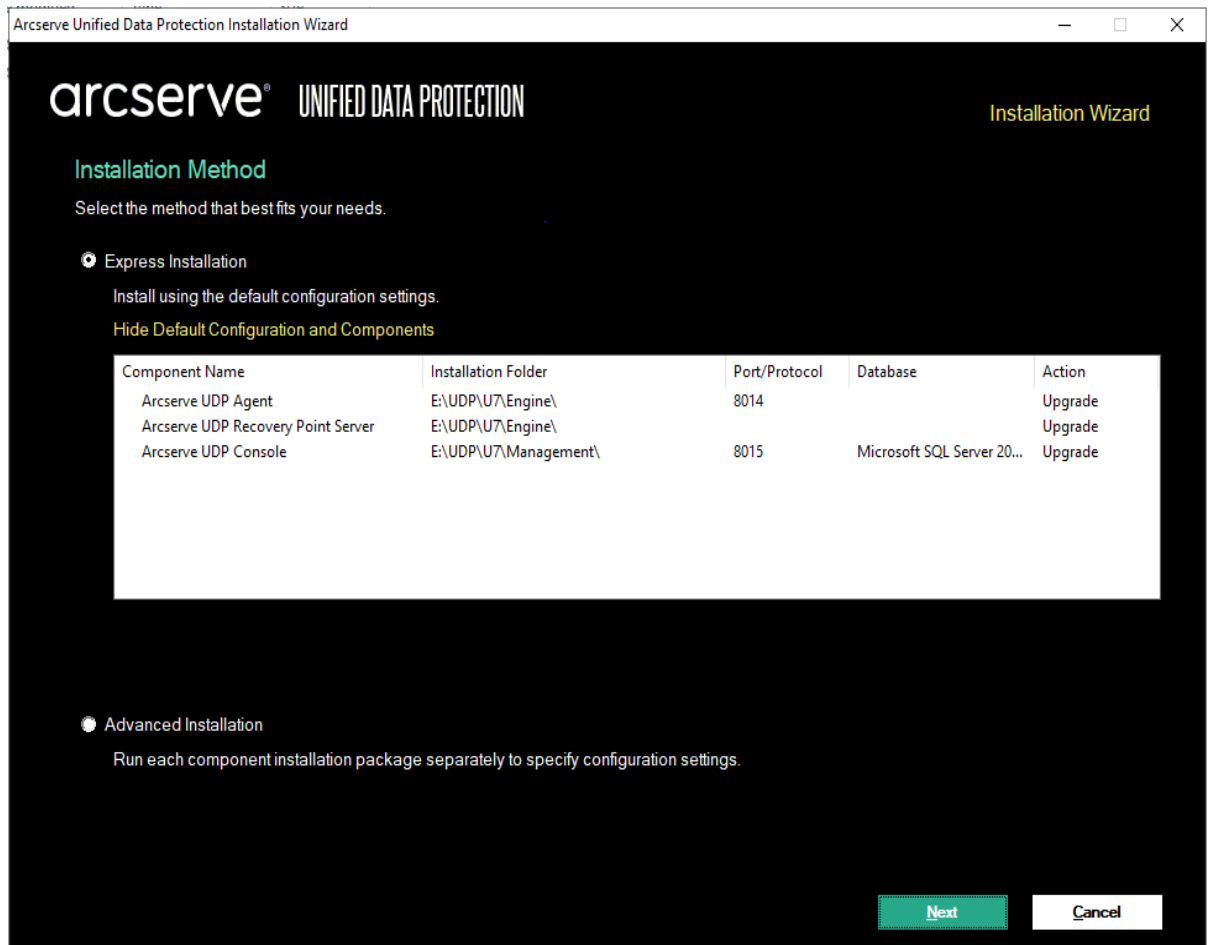 Arcserve Unified Data Protection Installation Wizard
arcserve® UNIFIED DATA PROTECTION
Installation Wizard
Installation Method
Select the method that best fits your needs.
Express Installation
Install using the default configuration settings.
Hide Default Configuration and Components
Component Name Installation Folder Port/Protocol Database Action
Arcserve UDP Agent E:\UDP\U7\Engine\ 8014 Upgrade
Arcserve UDP Recovery Point Server E:\UDP\U7\Engine\ Upgrade
Arcserve UDP Console E:\UDP\U7\Management\ 8015 Microsoft SQL Server 20... Upgrade
Advanced Installation
Run each component installation package separately to specify configuration settings.
Next Cancel